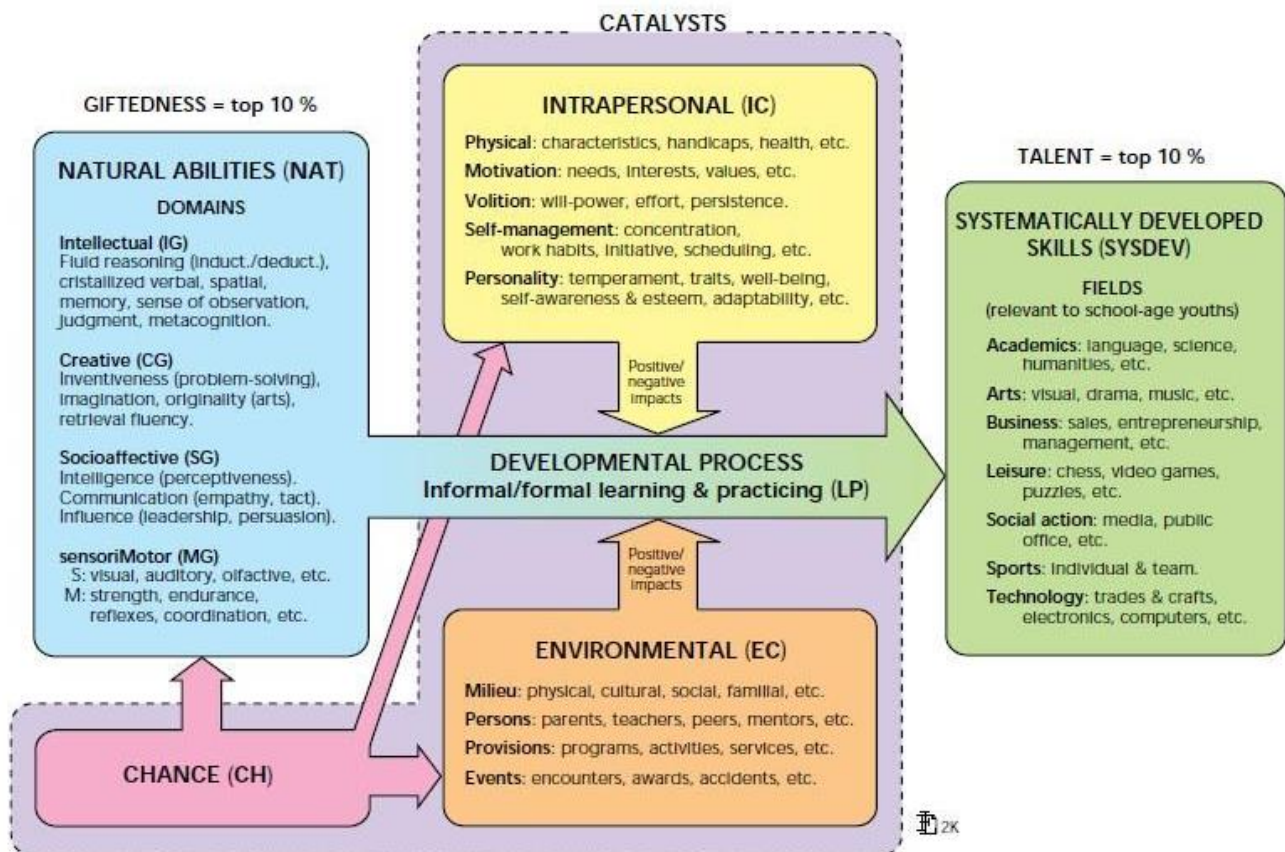 CATALYSTS
GIFTEDNESS = top 10 %
NATURAL ABILITIES (NAT)
DOMAINS
Intellectual (IG)
Fluid reasoning (induct./deduct.),
cristallized verbal, spatial,
memory, sense of observation,
judgment, metacognition.
Creative (CG)
Inventiveness (problem-solving),
imagination, originality (arts),
retrieval fluency.
Socioaffective (SG)
Intelligence (perceptiveness).
Communication (empathy, tact).
Influence (leadership, persuasion).
sensoriMotor (MG)
S: visual, auditory, olfactive, etc.
M: strength, endurance,
reflexes, coordination, etc.
INTRAPERSONAL (IC)
Physical: characteristics, handicaps, health, etc.
Motivation: needs, interests, values, etc.
Volition: will-power, effort, persistence.
Self-management: concentration,
work habits, initiative, scheduling, etc.
Personality: temperament, traits, well-being,
self-awareness & esteem, adaptability, etc.
Positive/
negative
impacts
DEVELOPMENTAL PROCESS
Informal/formal learning & practicing (LP)
Positive/
negative
impacts
ENVIRONMENTAL (EC)
Milieu: physical, cultural, social, familial, etc.
Persons: parents, teachers, peers, mentors, etc.
Provisions: programs, activities, services, etc.
Events: encounters, awards, accidents, etc.
CHANCE (CH)
TALENT = top 10 %
SYSTEMATICALLY DEVELOPED
SKILLS (SYSDEV)
FIELDS
(relevant to school-age youths)
Academics: language, science,
humanities, etc.
Arts: visual, drama, music, etc.
Business: sales, entrepreneurship,
management, etc.
Leisure: chess, video games,
puzzles, etc.
Social action: media, public
office, etc.
Sports: individual & team.
Technology: trades & crafts,
electronics, computers, etc.
2K